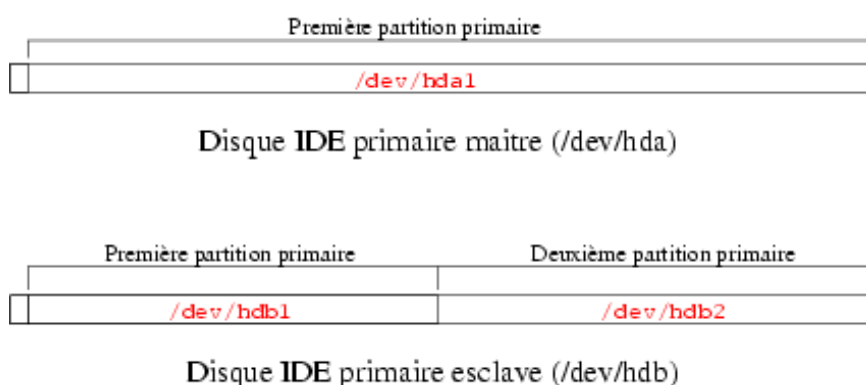 Première partition primaire
/dev/hda1
Disque IDE primaire maitre (/dev/hda)
Première partition primaire Deuxième partition primaire
/dev/hdb1 /dev/hdb2
Disque IDE primaire esclave (/dev/hdb)